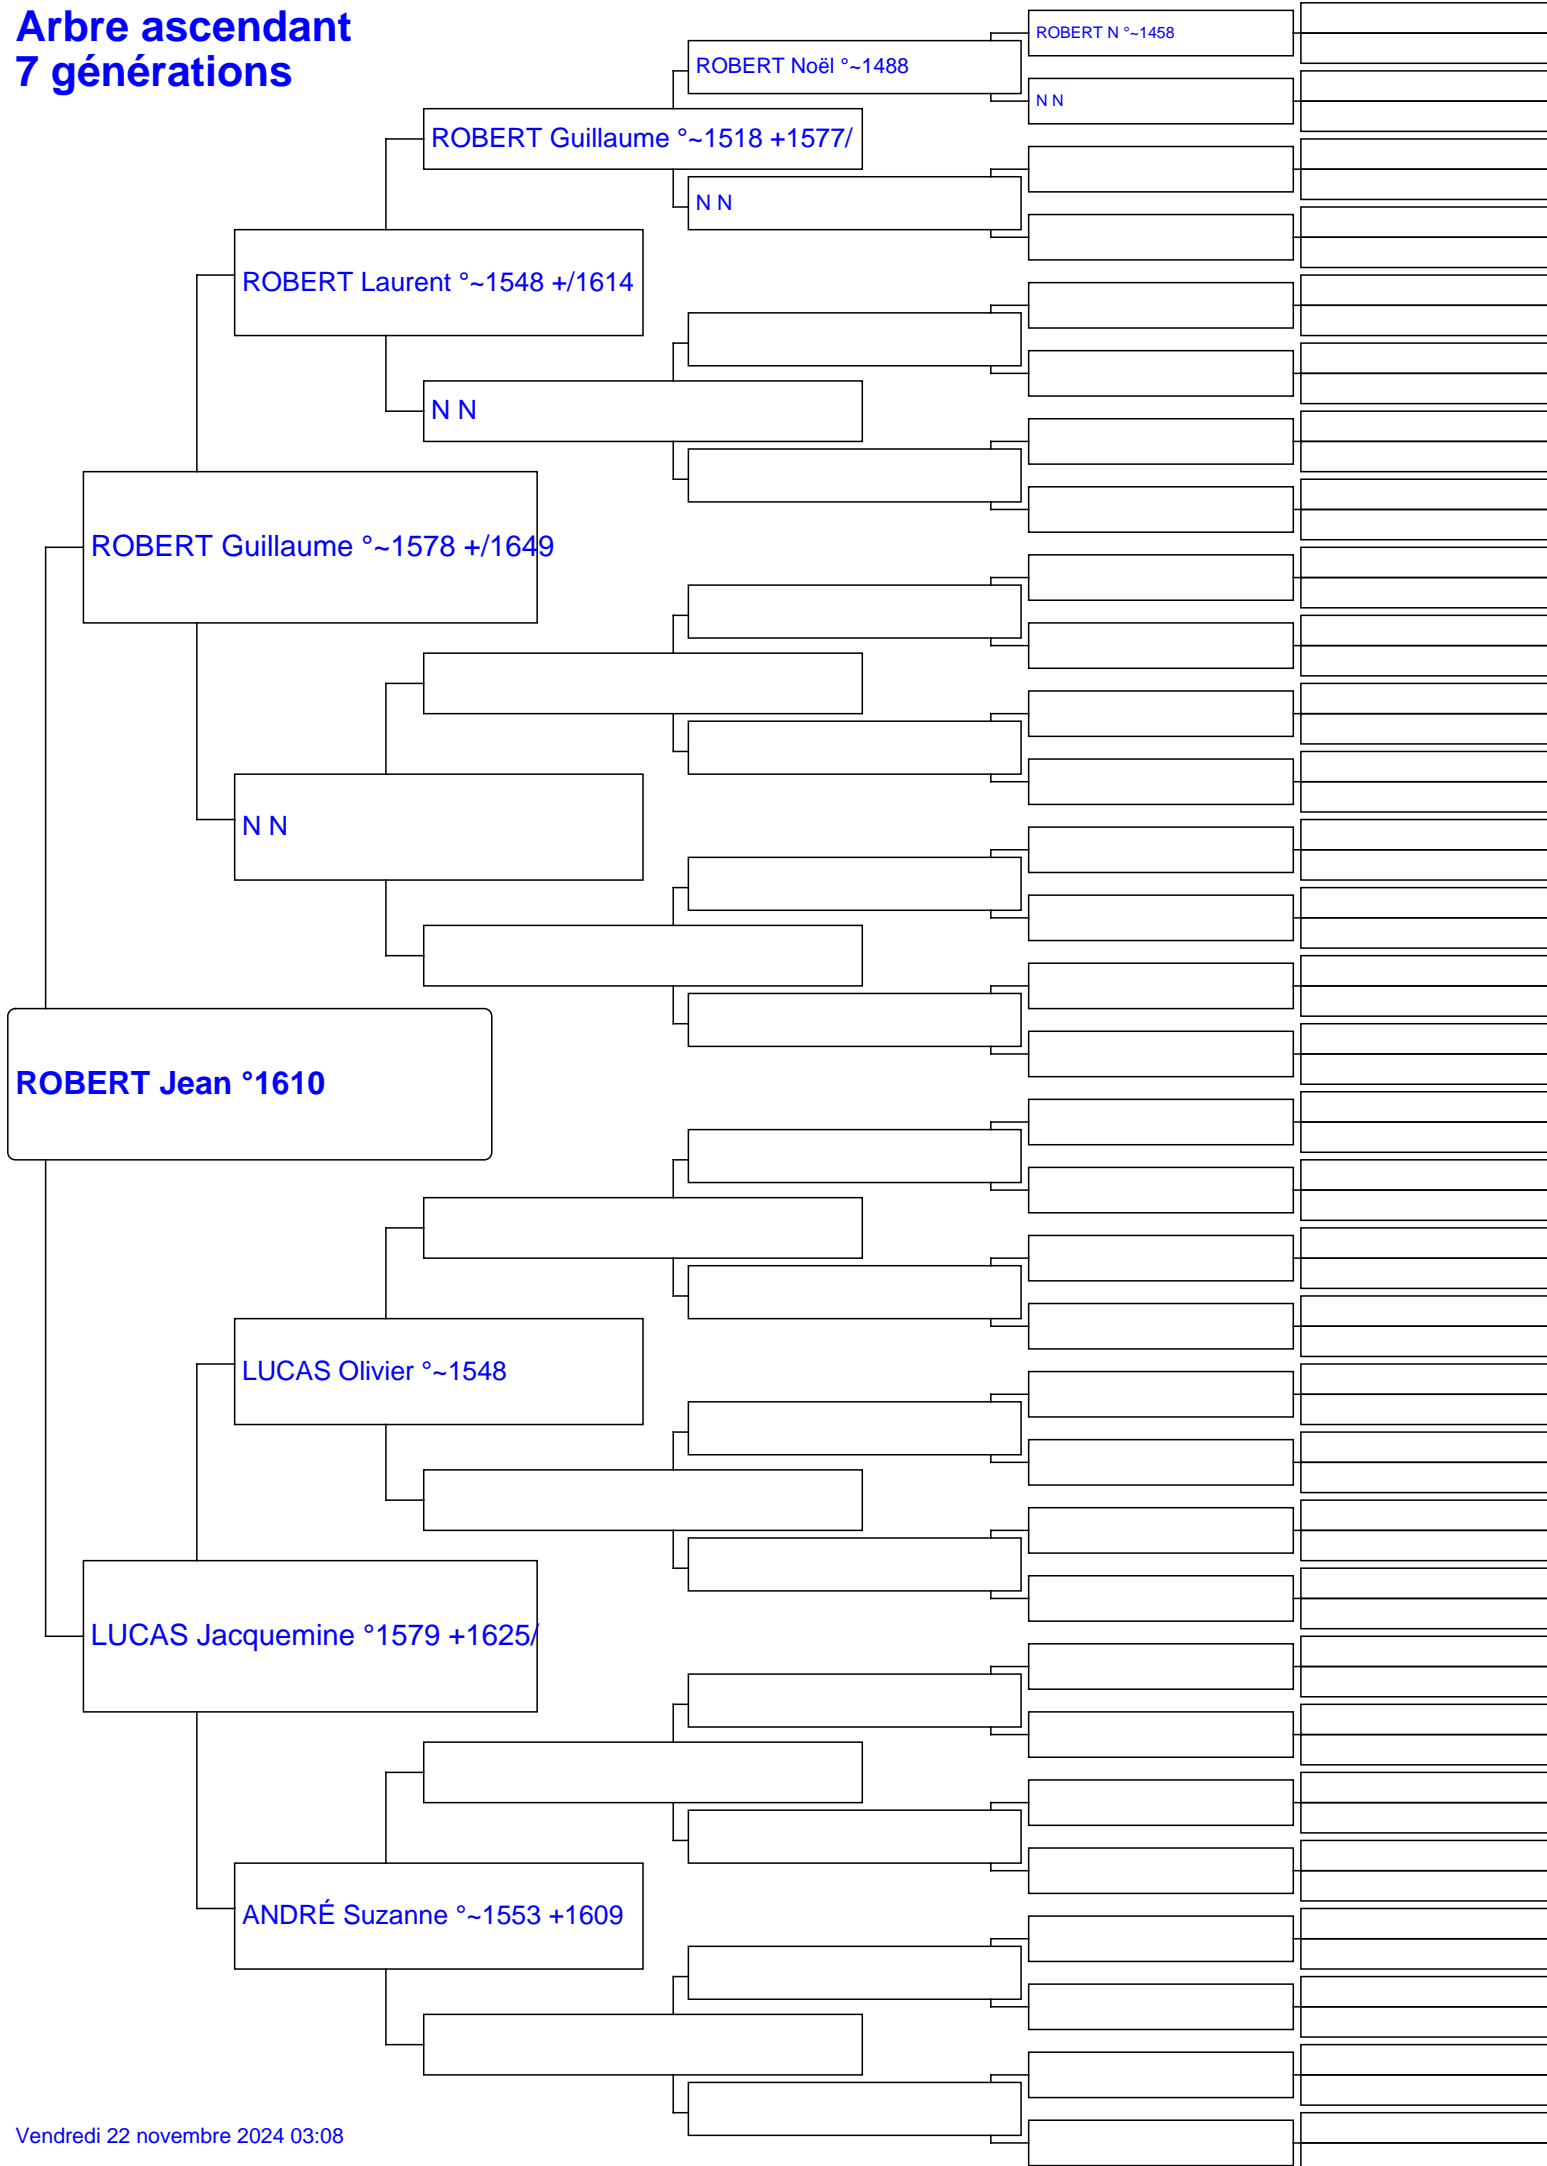 Arbre ascendant
7 générations
ROBERT N °~1458
ROBERT Noël °~1488
N N
ROBERT Guillaume °~1518 +1577/
N N
ROBERT Laurent °~1548 +/1614
N N
ROBERT Guillaume °~1578 +/1649
N N
ROBERT Jean °1610
LUCAS Olivier °~1548
LUCAS Jacquemine °1579 +1625/
ANDRÉ Suzanne °~1553 +1609
Vendredi 22 novembre 2024 03:08